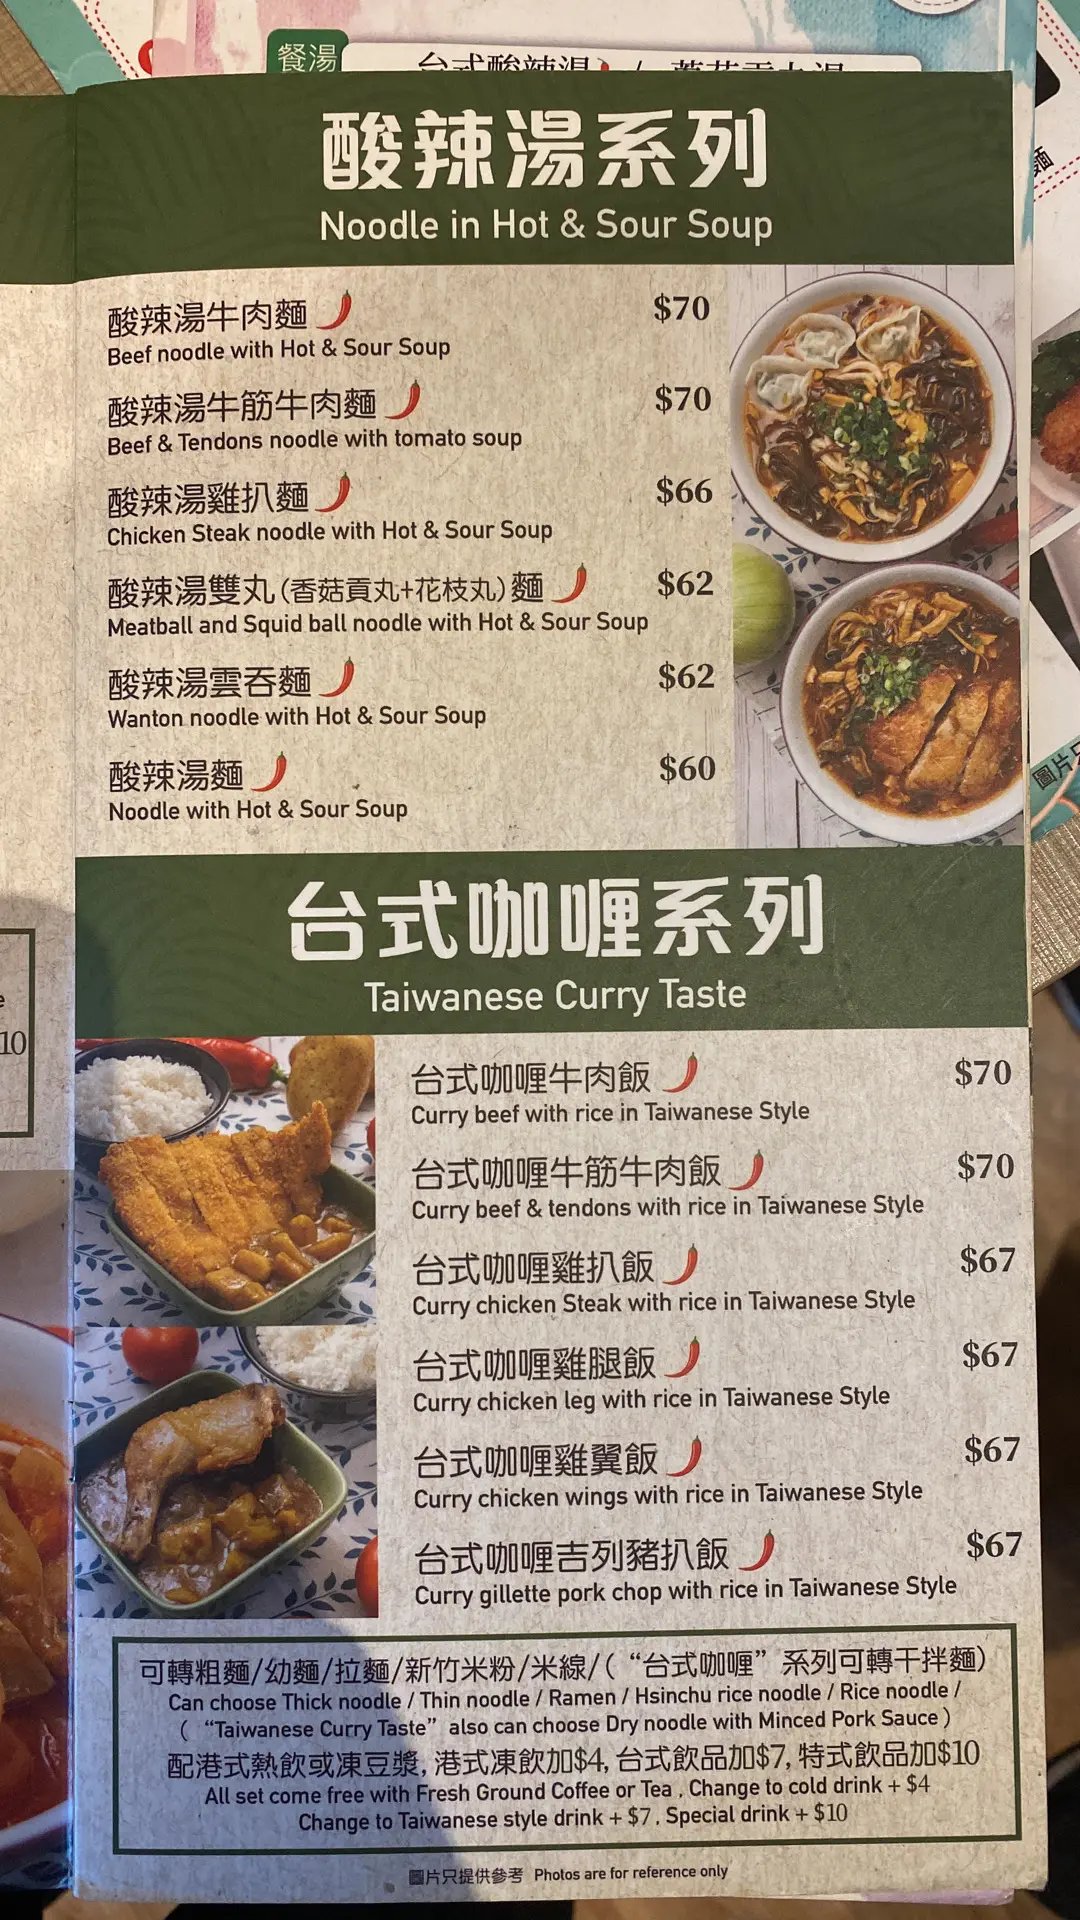 餐湯
酸辣湯系列
Noodle in Hot & Sour Soup
酸辣湯牛肉麵 $70
Beef noodle with Hot & Sour Soup
酸辣湯牛筋牛肉麵 $70
Beef & Tendons noodle with tomato soup
酸辣湯雞扒麵 $66
Chicken Steak noodle with Hot & Sour Soup
酸辣湯雙丸(香菇貢丸+花枝丸)麵 $62
Meatball and Squid ball noodle with Hot & Sour Soup
酸辣湯雲吞麵 $62
Wanton noodle with Hot & Sour Soup
酸辣湯麵 $60
Noodle with Hot & Sour Soup
台式咖喱系列
Taiwanese Curry Taste
台式咖喱牛肉飯 $70
Curry beef with rice in Taiwanese Style
台式咖喱牛筋牛肉飯 $70
Curry beef & tendons with rice in Taiwanese Style
台式咖喱雞扒飯 $67
Curry chicken Steak with rice in Taiwanese Style
台式咖喱雞腿飯 $67
Curry chicken leg with rice in Taiwanese Style
台式咖喱雞翼飯 $67
Curry chicken wings with rice in Taiwanese Style
台式咖喱吉列豬扒飯 $67
Curry gillette pork chop with rice in Taiwanese Style
可轉粗麵/幼麵/拉麵/新竹米粉/米線/(“台式咖喱”系列可轉干拌麵)
Can choose Thick noodle / Thin noodle / Ramen / Hsinchu rice noodle / Rice noodle /
(“Taiwanese Curry Taste” also can choose Dry noodle with Minced Pork Sauce)
配港式熱飲或凍豆漿, 港式凍飲加$4, 台式飲品加$7, 特式飲品加$10
All set come free with Fresh Ground Coffee or Tea . Change to cold drink + $4
Change to Taiwanese style drink + $7 . Special drink + $10
圖片只提供參考 Photos are for reference only
10